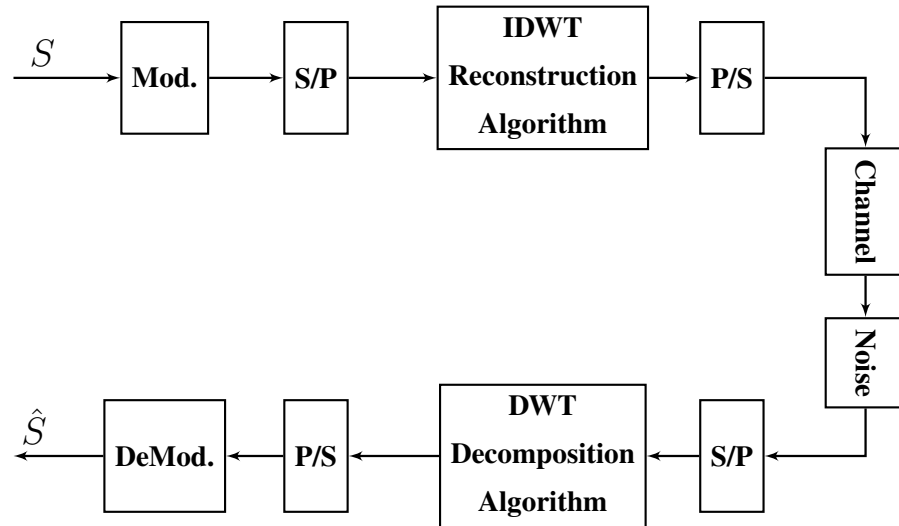 S
Mod.
S/P
IDWT
Reconstruction
Algorithm
P/S
Channel
Noise
S/P
DWT
Decomposition
Algorithm
P/S
DeMod.
Ŝ